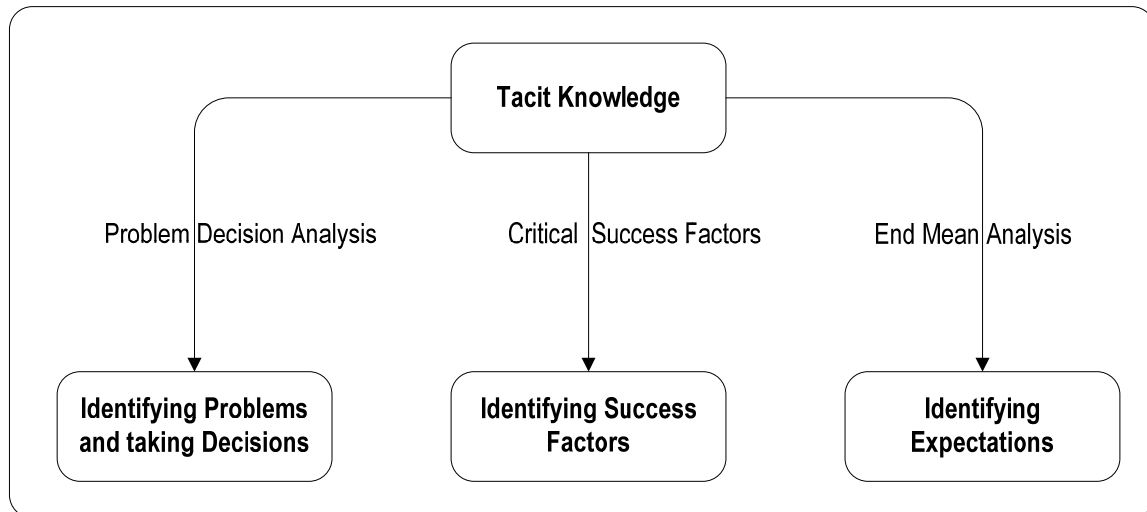 Tacit Knowledge
Problem Decision Analysis
Critical Success Factors
End Mean Analysis
Identifying Problems
and taking Decisions
Identifying Success
Factors
Identifying
Expectations